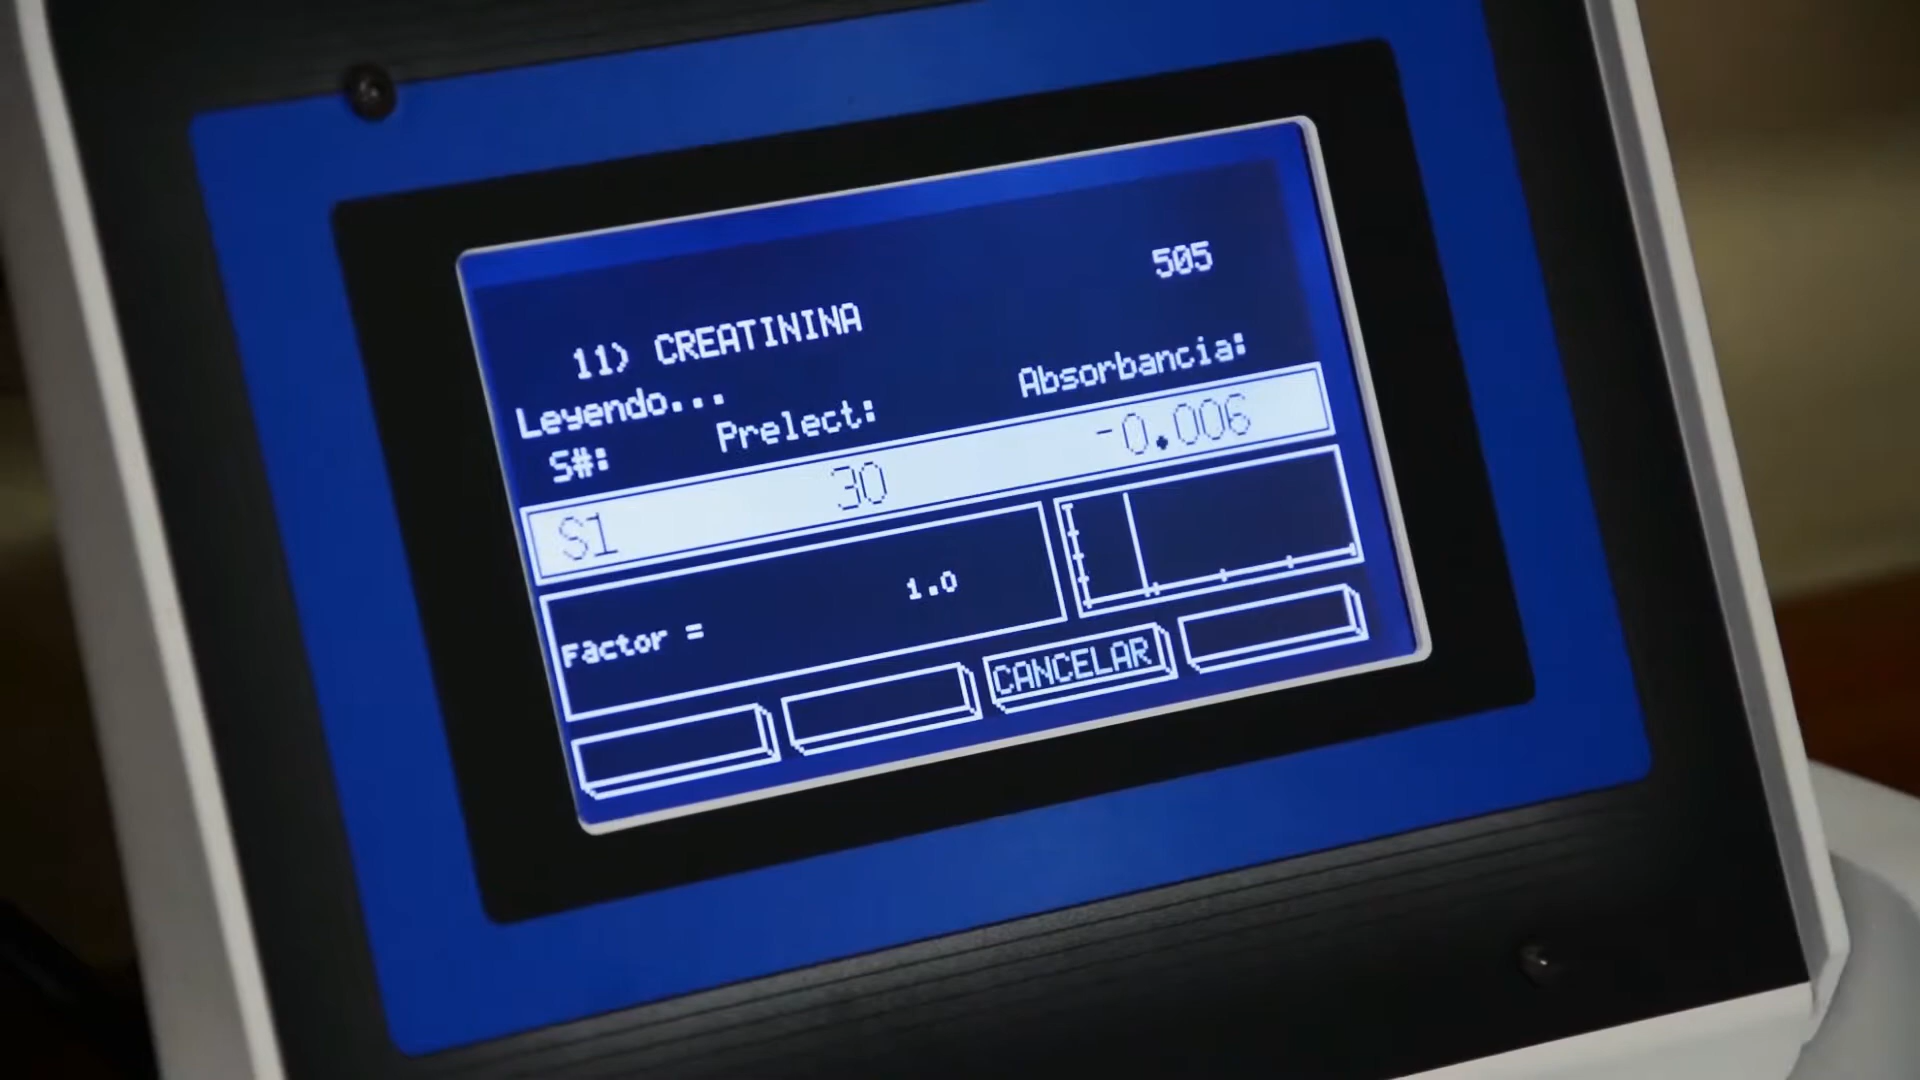 505
11) CREATININA
Leyendo...
Absorbancia:
S#: Prelect:
S1 30 -0.006
Factor = 1.0
CANCELAR